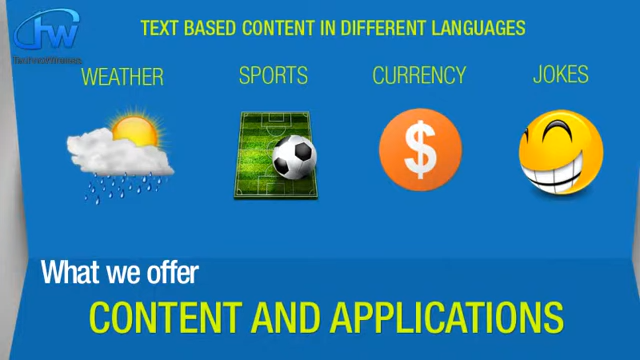 TEXT BASED CONTENT IN DIFFERENT LANGUAGES
WEATHER SPORTS CURRENCY JOKES
$
What we offer
CONTENT AND APPLICATIONS